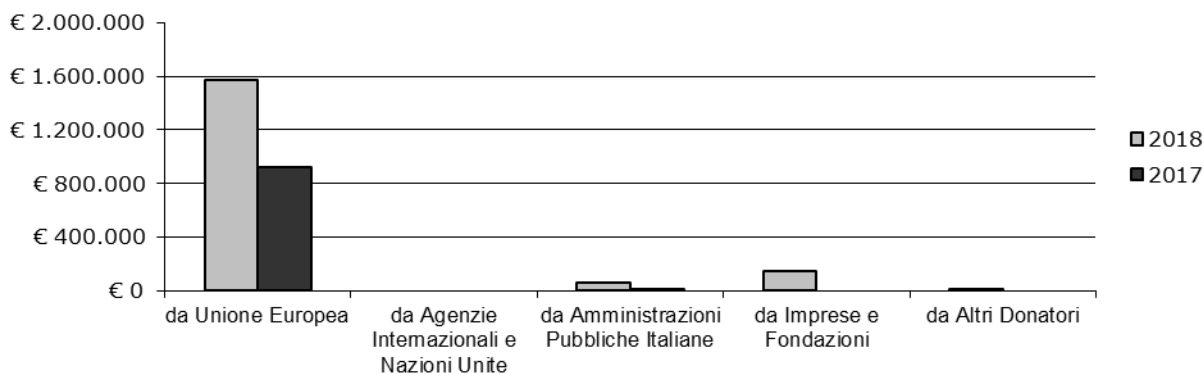 € 2.000.000
€ 1.600.000
€ 1.200.000
€ 800.000
€ 400.000
€ 0
da Unione Europea
da Agenzie
Internazionali e
Nazioni Unite
da Amministrazioni
Pubbliche Italiane
da Imprese e
Fondazioni
da Altri Donatori
2018
2017